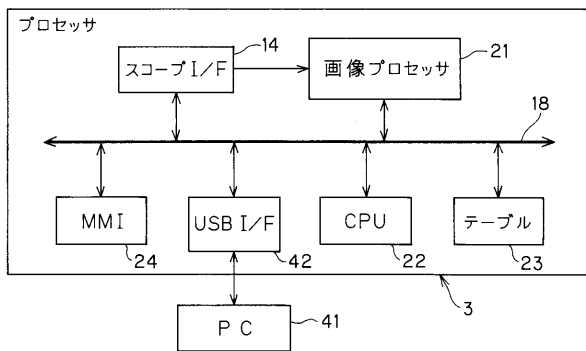 プロセッサ
14
21
スコープ I/F
画像プロセッサ
18
MMI
USB I/F
CPU
テーブル
24
42
22
23
3
PC
41